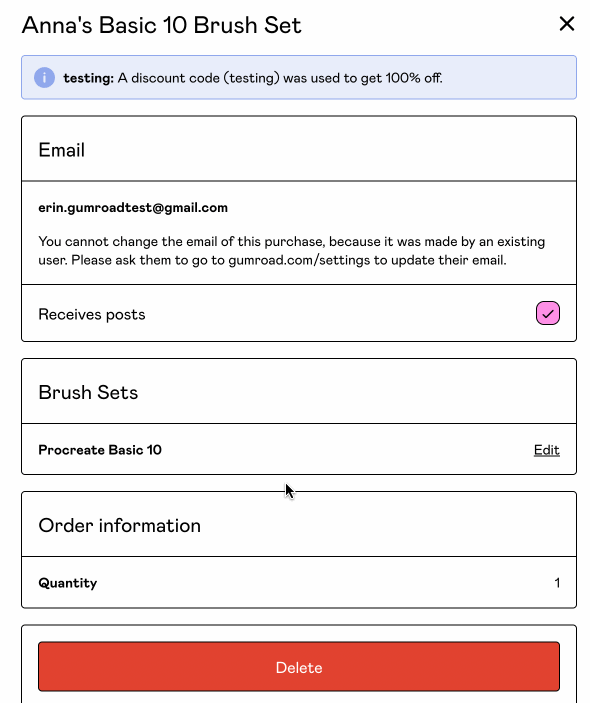 Anna's Basic 10 Brush Set
testing: A discount code (testing) was used to get 100% off.
Email
erin.gumroadtest@gmail.com
You cannot change the email of this purchase, because it was made by an existing
user. Please ask them to go to gumroad.com/settings to update their email.
Receives posts
Brush Sets
Procreate Basic 10 Edit
Order information
Quantity 1
Delete